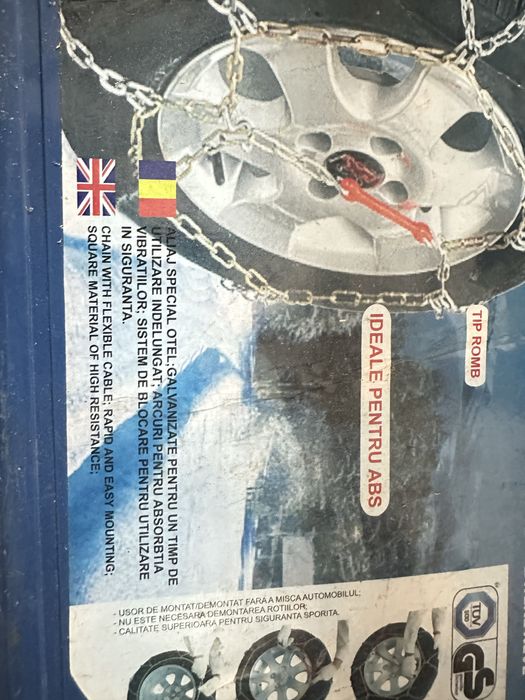 TIP ROMB
IDEALE PENTRU ABS
ALIAJ SPECIAL OTEL; GALVANIZATE PENTRU UN TIMP DE
UTILIZARE INDELUNGAT; ARCURI PENTRU ABSORBTIA
VIBRATIILOR; SISTEM DE BLOCARE PENTRU UTILIZARE
IN SIGURANTA.
CHAIN WITH FLEXIBLE CABLE; RAPID AND EASY MOUNTING;
SQUARE MATERIAL OF HIGH RESISTANCE;
TÜV
GS
- USOR DE MONTAT/DEMONTAT FARA A MISCA AUTOMOBILUL;
- NU ESTE NECESARA DEMONTAREA ROTIILOR;
- CALITATE SUPERIOARA PENTRU SIGURANTA SPORITA.